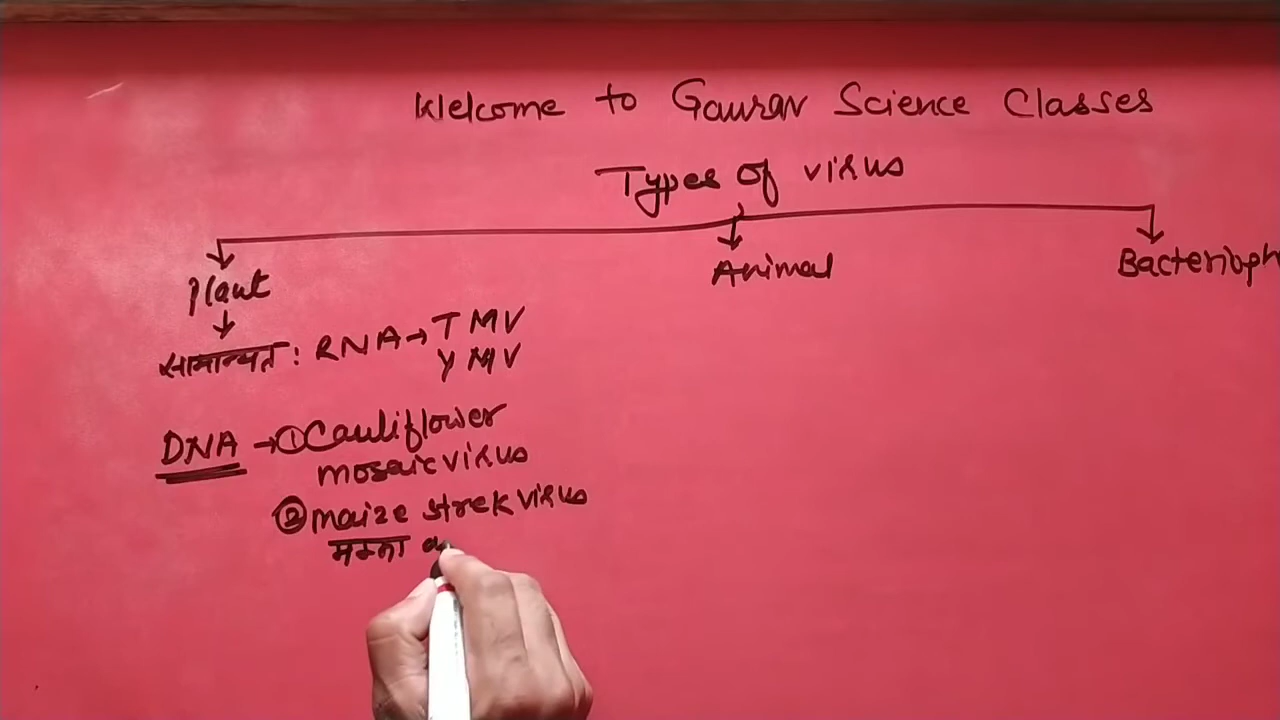 Welcome to Gaurav Science Classes
Types of virus
Plant
Animal
Bacterioph
सामान्यत : RNA → TMV
YMV
DNA → ① Cauliflower
mosaic virus
② maize strek virus
मक्का